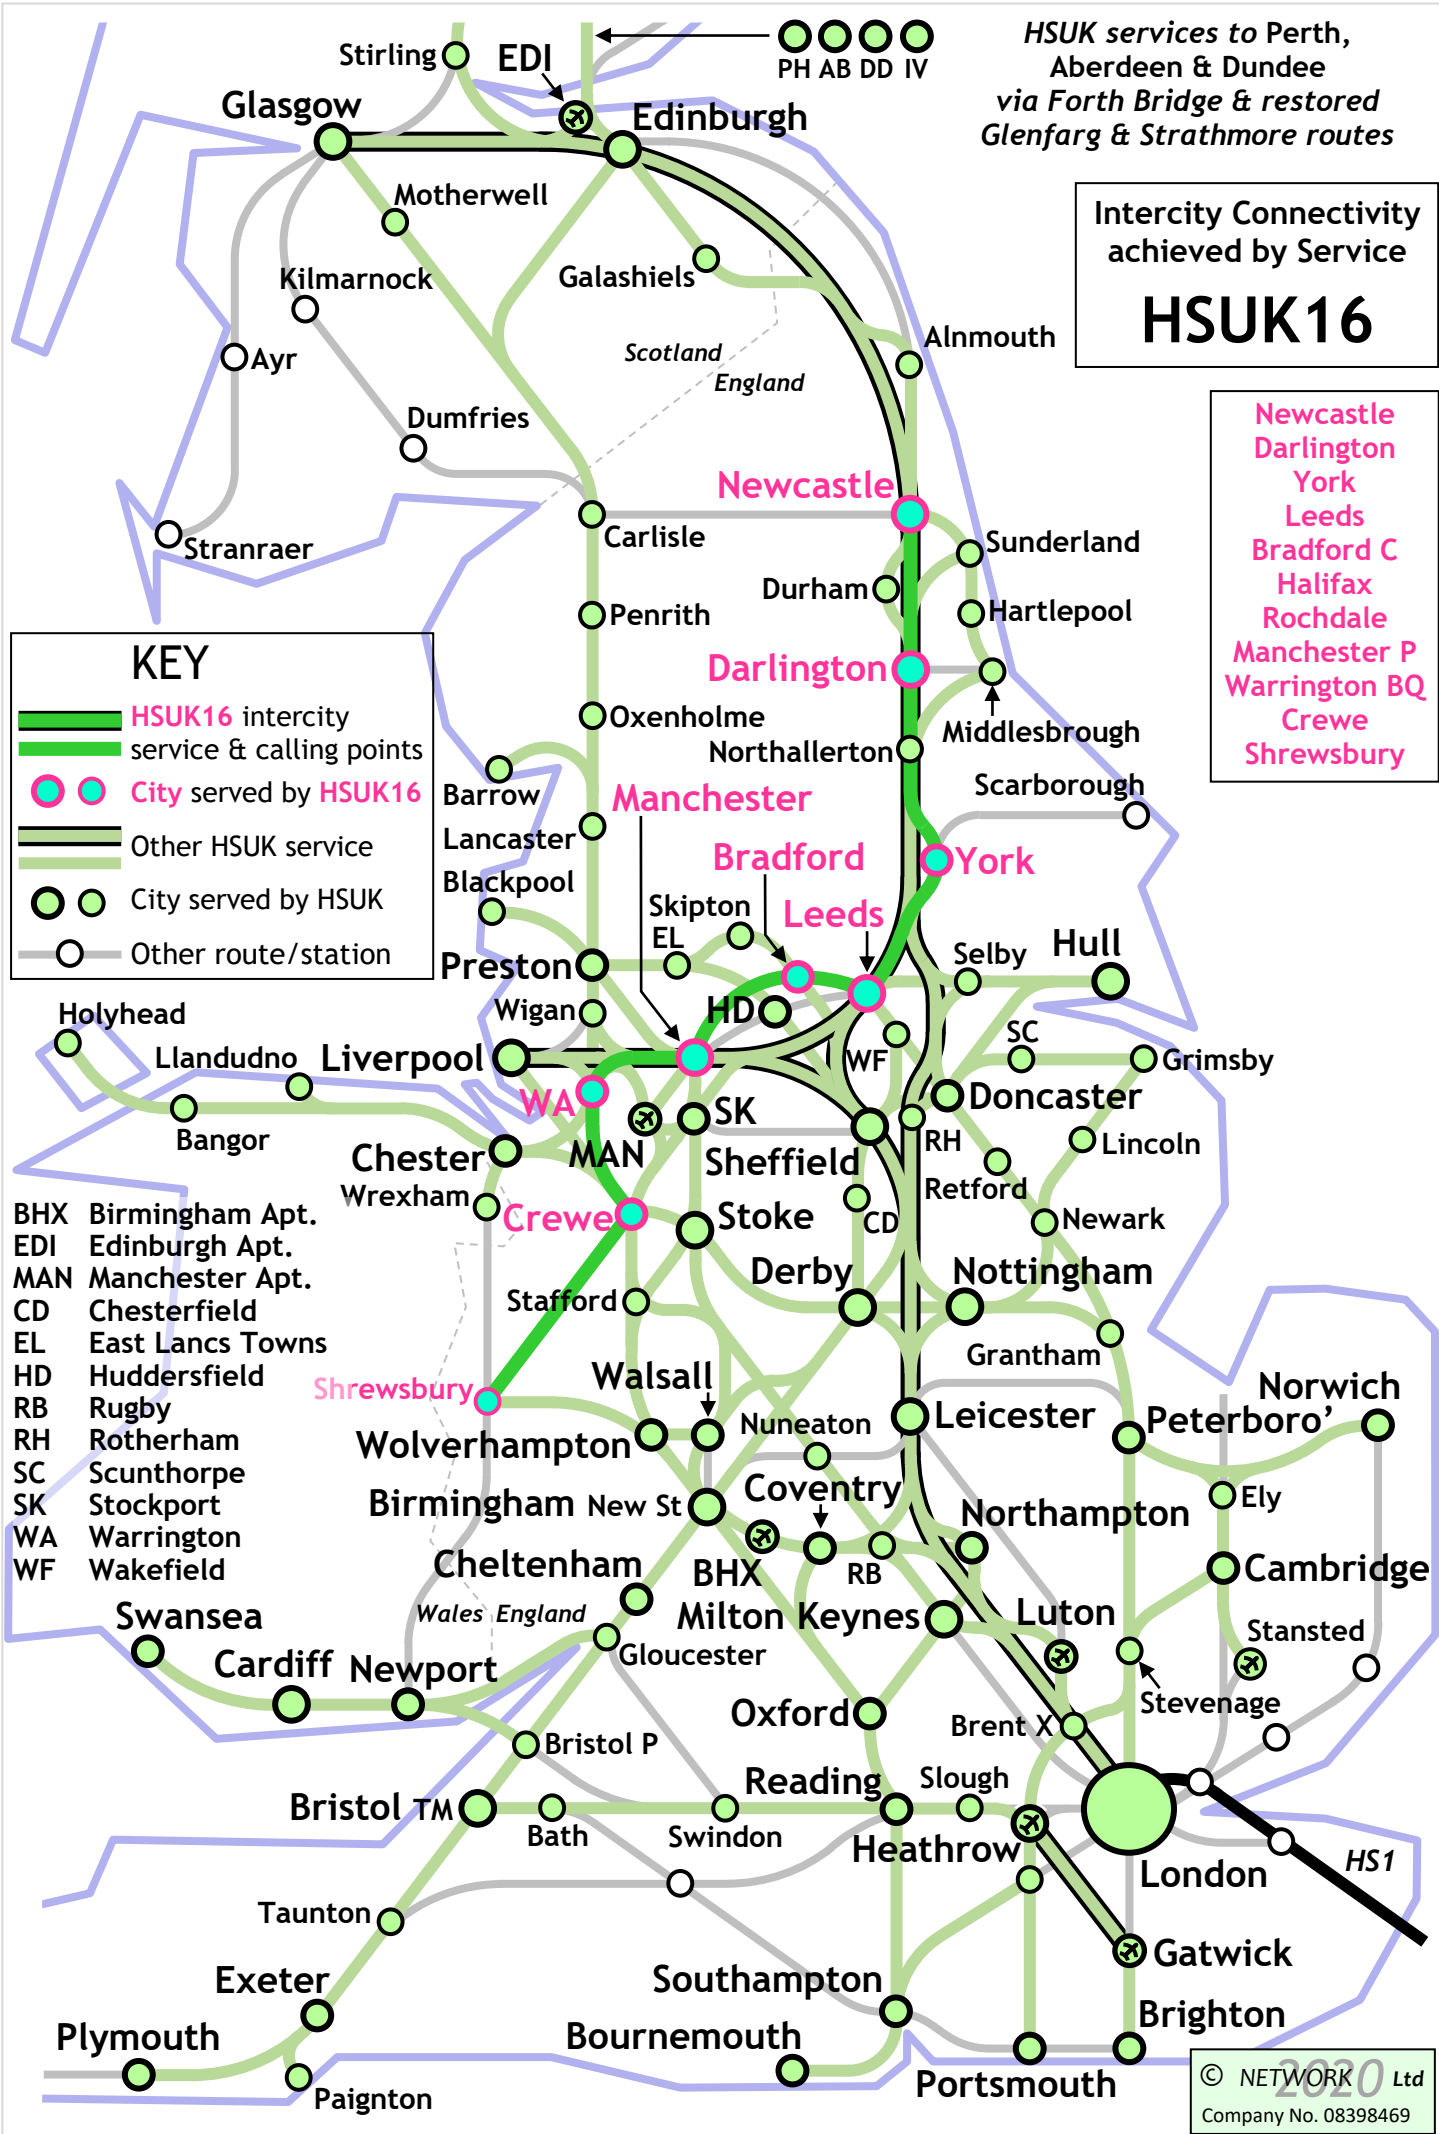 HSUK services to Perth,
Aberdeen & Dundee
via Forth Bridge & restored
Glenfarg & Strathmore routes
PH AB DD IV
Stirling
EDI
Glasgow
Edinburgh
Intercity Connectivity
achieved by Service
HSUK16
Motherwell
Kilmarnock
Galashiels
Ayr
Scotland
England
Alnmouth
Dumfries
Newcastle
Darlington
York
Leeds
Bradford C
Halifax
Rochdale
Manchester P
Warrington BQ
Crewe
Shrewsbury
Newcastle
Carlisle
Stranraer
Sunderland
Durham
Penrith
Hartlepool
Darlington
Middlesbrough
Oxenholme
Northallerton
KEY
HSUK16 intercity
service & calling points
City served by HSUK16
Other HSUK service
City served by HSUK
Other route/station
Barrow
Manchester
Scarborough
Lancaster
Bradford
York
Blackpool
Skipton
Leeds
EL
Preston
Selby
Hull
Wigan
HD
Holyhead
Llandudno
Liverpool
WF
SC
Grimsby
WA
Bangor
MAN
SK
Doncaster
Chester
Sheffield
RH
Lincoln
Wrexham
Retford
Crewe
Stoke
CD
Newark
BHX Birmingham Apt.
EDI Edinburgh Apt.
MAN Manchester Apt.
CD Chesterfield
EL East Lancs Towns
HD Huddersfield
RB Rugby
RH Rotherham
SC Scunthorpe
SK Stockport
WA Warrington
WF Wakefield
Derby
Nottingham
Stafford
Grantham
Shrewsbury
Walsall
Norwich
Nuneaton
Leicester
Peterboro’
Wolverhampton
Coventry
Ely
Birmingham New St
Northampton
Cheltenham
BHX
RB
Cambridge
Wales England
Milton Keynes
Luton
Stansted
Swansea
Gloucester
Cardiff
Newport
Stevenage
Oxford
Brent X
Bristol P
Reading
Slough
Bristol TM
Bath
Swindon
Heathrow
London
HS1
Taunton
Gatwick
Exeter
Southampton
Brighton
Plymouth
Bournemouth
Paignton
Portsmouth
© NETWORK 2020 Ltd
Company No. 08398469